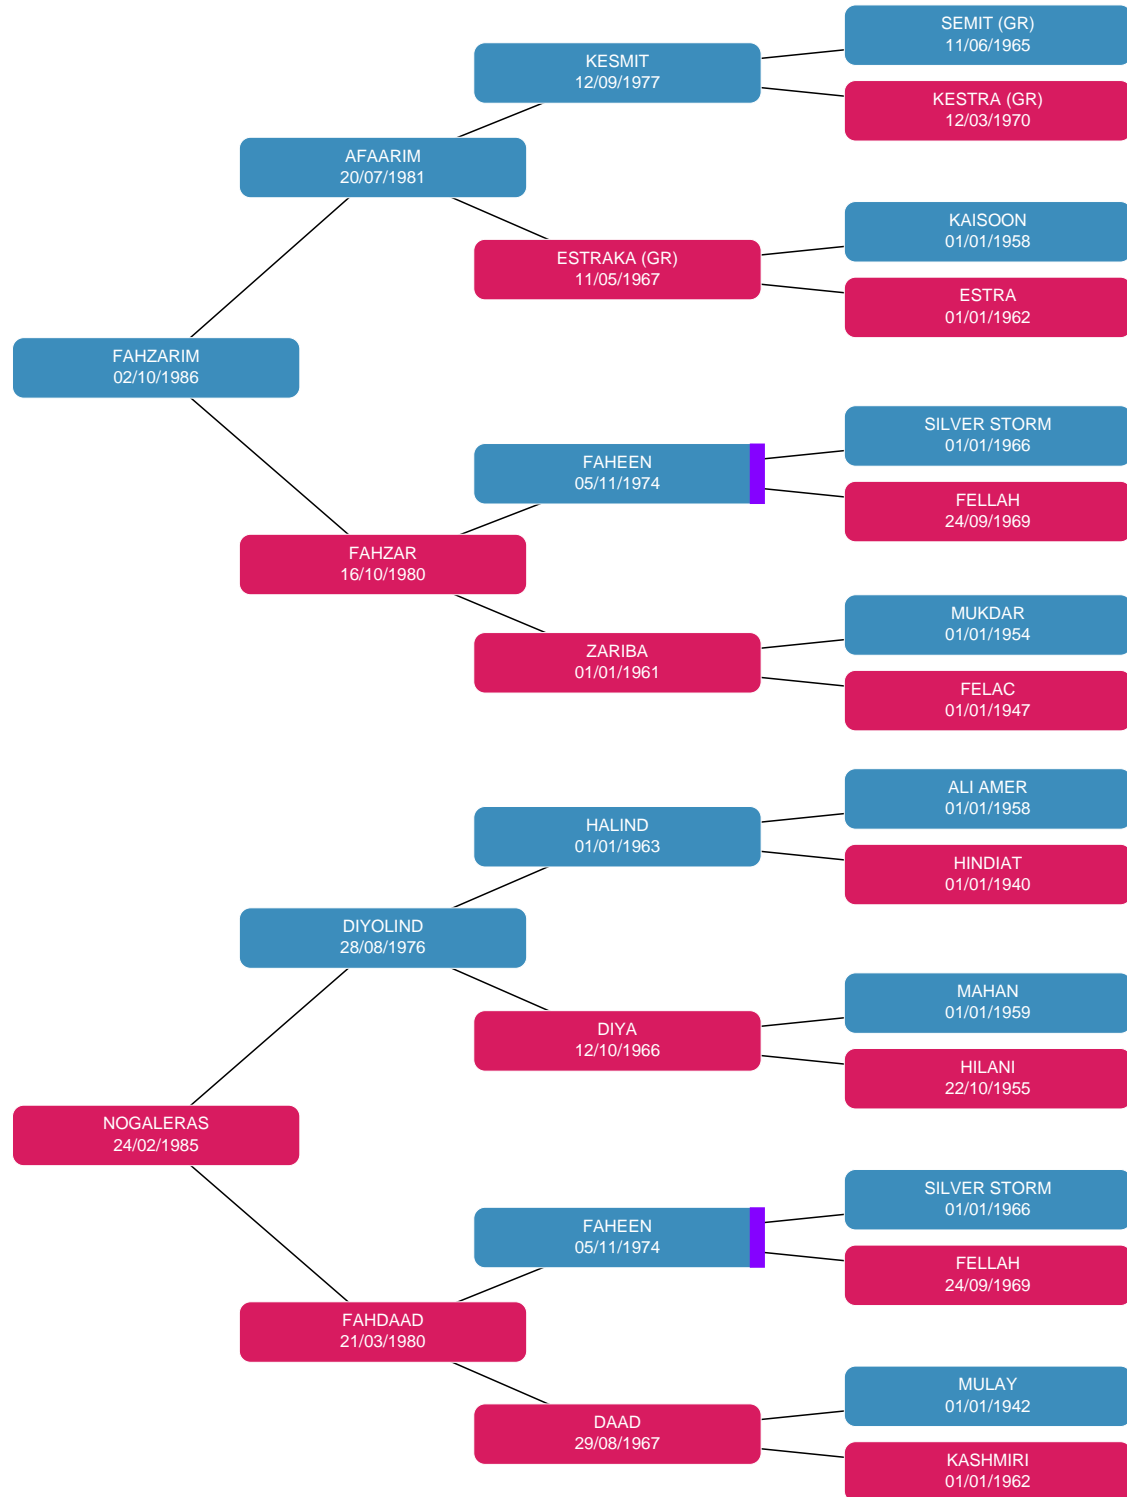 SEMIT (GR)
11/06/1965
KESMIT
12/09/1977
KESTRA (GR)
12/03/1970
AFAARIM
20/07/1981
KAISOON
01/01/1958
ESTRAKA (GR)
11/05/1967
ESTRA
01/01/1962
FAHZARIM
02/10/1986
SILVER STORM
01/01/1966
FAHEEN
05/11/1974
FELLAH
24/09/1969
FAHZAR
16/10/1980
MUKDAR
01/01/1954
ZARIBA
01/01/1961
FELAC
01/01/1947
ALI AMER
01/01/1958
HALIND
01/01/1963
HINDIAT
01/01/1940
DIYOLIND
28/08/1976
MAHAN
01/01/1959
DIYA
12/10/1966
HILANI
22/10/1955
NOGALERAS
24/02/1985
SILVER STORM
01/01/1966
FAHEEN
05/11/1974
FELLAH
24/09/1969
FAHDAAD
21/03/1980
MULAY
01/01/1942
DAAD
29/08/1967
KASHMIRI
01/01/1962